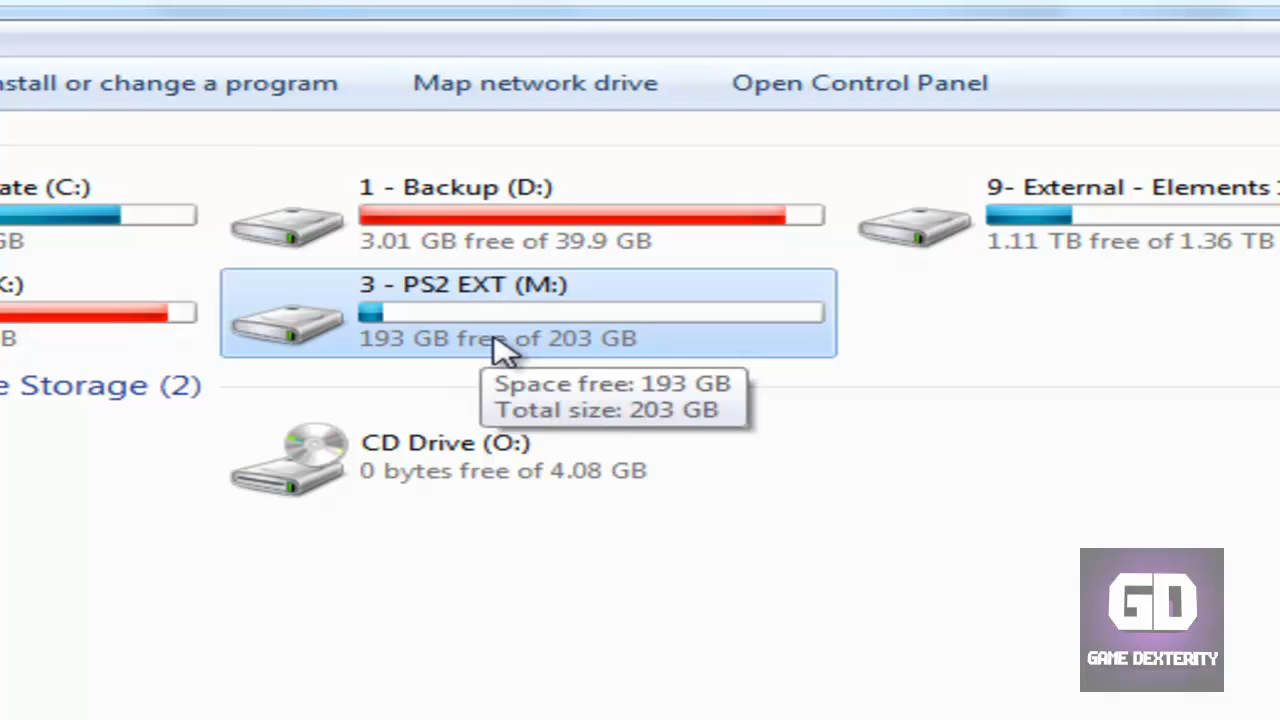 nstall or change a program Map network drive Open Control Panel
ate (C:) 1 - Backup (D:) 9- External - Elements
GB 3.01 GB free of 39.9 GB 1.11 TB free of 1.36 TB
K:) 3 - PS2 EXT (M:)
B 193 GB free of 203 GB
Space free: 193 GB
e Storage (2)
Total size: 203 GB
CD Drive (O:)
0 bytes free of 4.08 GB
GD
GAME DEXTERITY